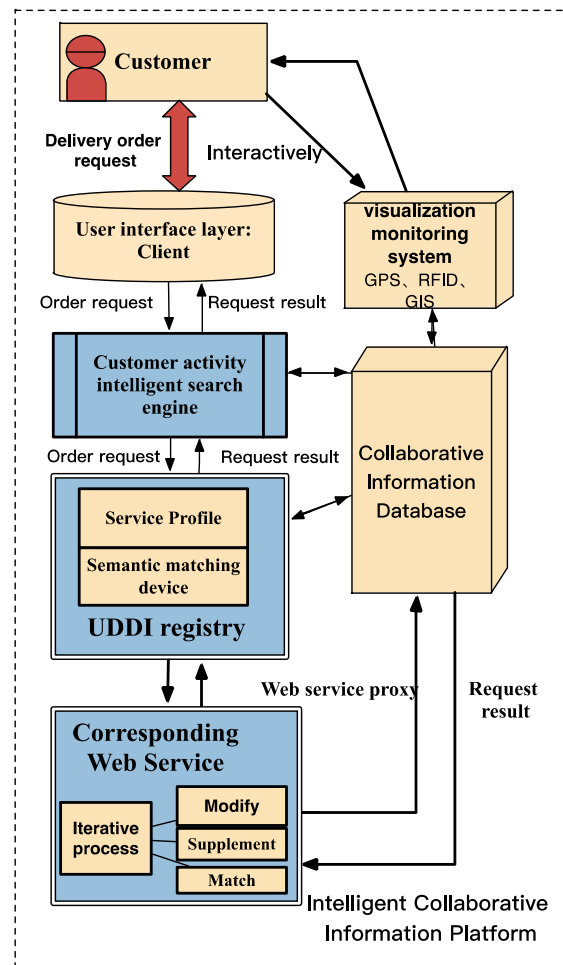 Customer
Delivery order
request
Interactively
User interface layer:
Client
visualization
monitoring
system
GPS、RFID、
GIS
Order request
Request result
Customer activity
intelligent search
engine
Order request
Request result
Collaborative
Information
Database
Service Profile
Semantic matching
device
UDDI registry
Web service proxy
Request
result
Corresponding
Web Service
Iterative
process
Modify
Supplement
Match
Intelligent Collaborative
Information Platform